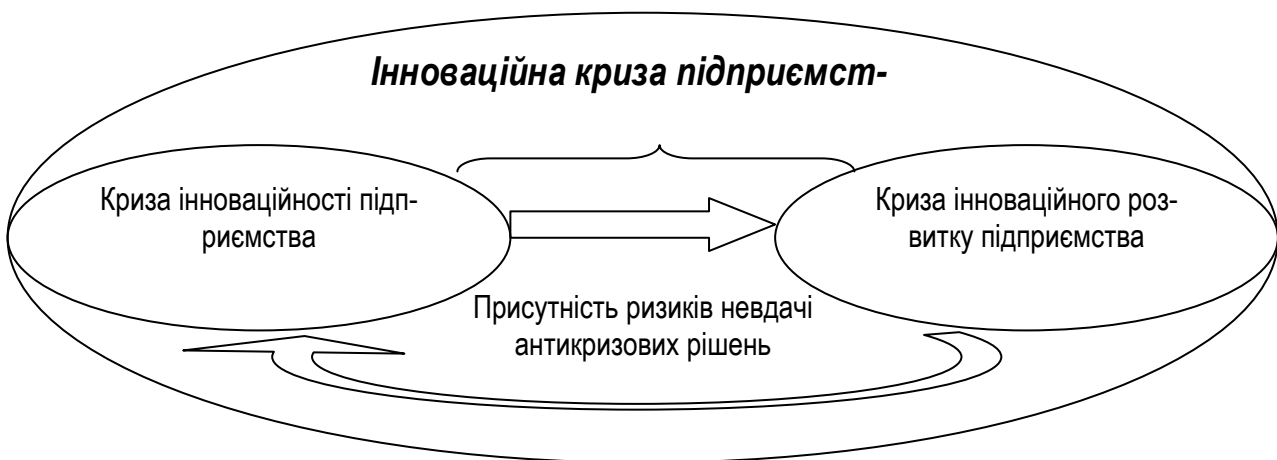 Інноваційна криза підприємст-
Криза інноваційності підп-
риємства
Криза інноваційного роз-
витку підприємства
Присутність ризиків невдачі
антикризових рішень